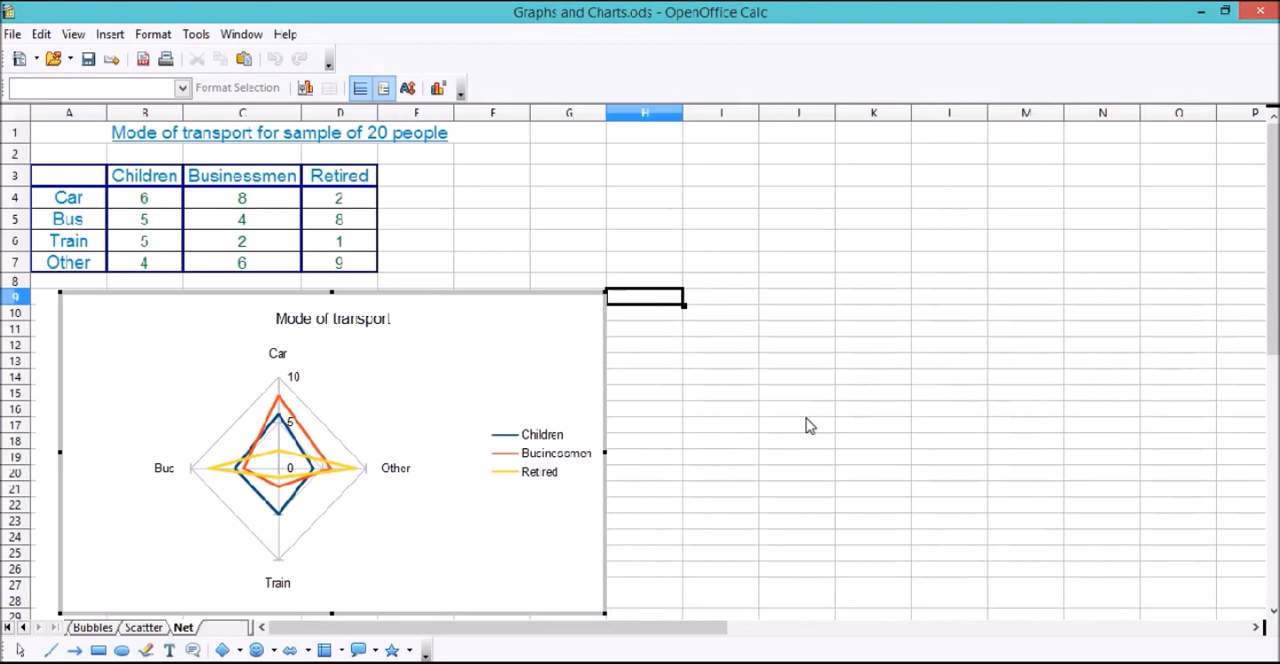 Graphs and Charts.ods - OpenOffice Calc
File Edit View Insert Format Tools Window Help
Format Selection
A B C D E F G H I J K L M N O P
1 Mode of transport for sample of 20 people
2
3 Children Businessmen Retired
4 Car 6 8 2
5 Bus 5 4 8
6 Train 5 2 1
7 Other 4 6 9
8
9
10
11
12
13
14
15
16
17
18
19
20
21
22
23
24
25
26
27
28
29
Mode of transport
Car
10
5
Children
Businessmen
Bus 0 Other
Retired
Train
Bubbles Scattter Net
T